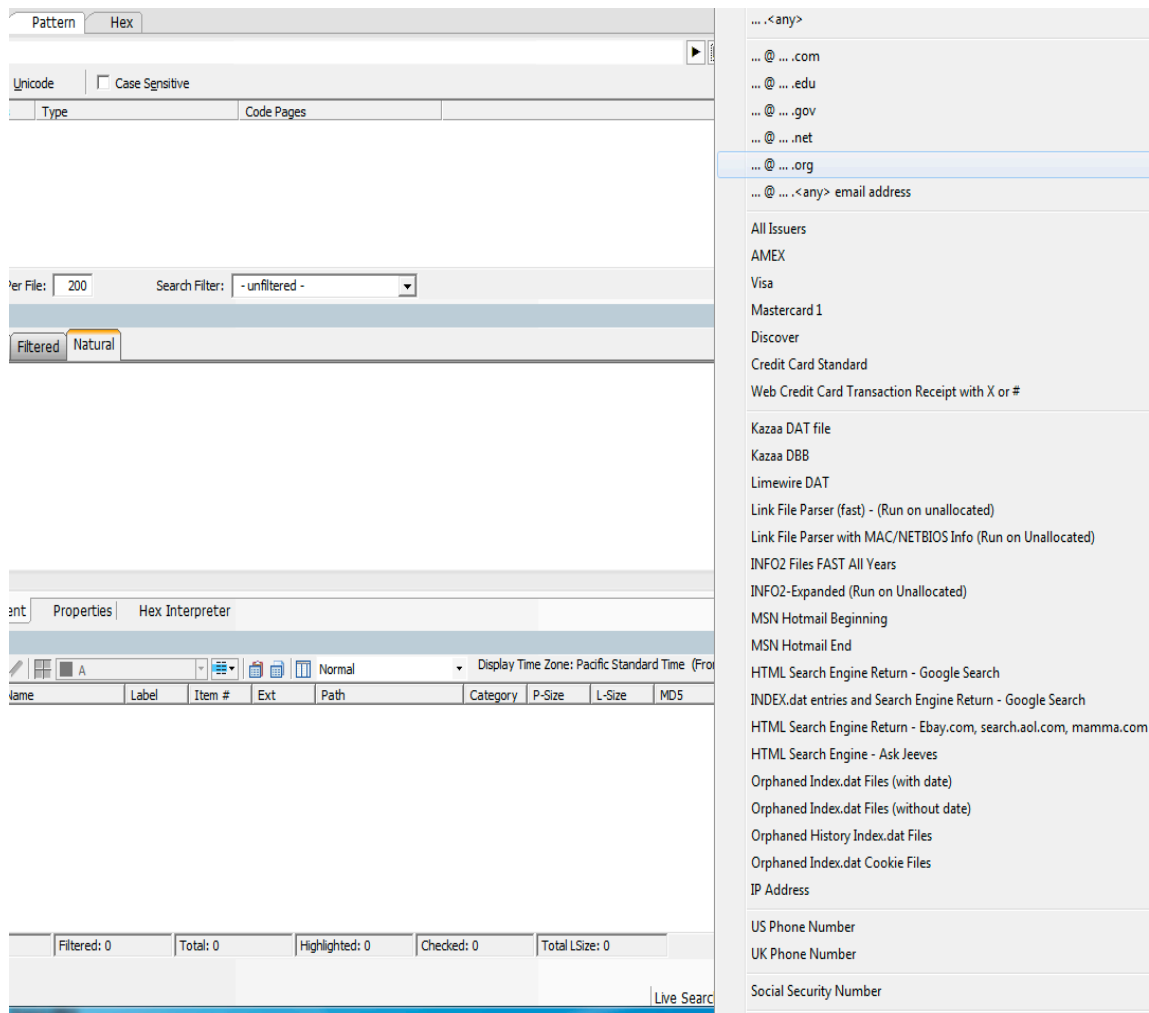 Pattern Hex
Unicode Case Sensitive
Type Code Pages
Per File: 200 Search Filter: - unfiltered -
Filtered Natural
ent Properties Hex Interpreter
A Normal Display Time Zone: Pacific Standard Time (Fro
Name Label Item # Ext Path Category P-Size L-Size MD5
Filtered: 0 Total: 0 Highlighted: 0 Checked: 0 Total LSize: 0
Live Searc
... .<any>
... @ ... .com
... @ ... .edu
... @ ... .gov
... @ ... .net
... @ ... .org
... @ ... .<any> email address
All Issuers
AMEX
Visa
Mastercard 1
Discover
Credit Card Standard
Web Credit Card Transaction Receipt with X or #
Kazaa DAT file
Kazaa DBB
Limewire DAT
Link File Parser (fast) - (Run on unallocated)
Link File Parser with MAC/NETBIOS Info (Run on Unallocated)
INFO2 Files FAST All Years
INFO2-Expanded (Run on Unallocated)
MSN Hotmail Beginning
MSN Hotmail End
HTML Search Engine Return - Google Search
INDEX.dat entries and Search Engine Return - Google Search
HTML Search Engine Return - Ebay.com, search.aol.com, mamma.com
HTML Search Engine - Ask Jeeves
Orphaned Index.dat Files (with date)
Orphaned Index.dat Files (without date)
Orphaned History Index.dat Files
Orphaned Index.dat Cookie Files
IP Address
US Phone Number
UK Phone Number
Social Security Number